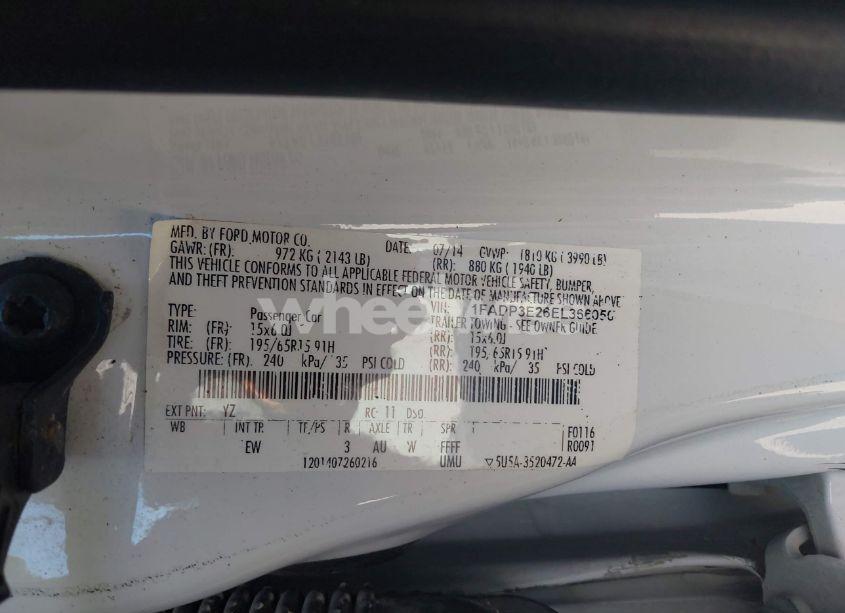 MFD. BY FORD MOTOR CO. DATE: 07/14 GVWR: 1810 KG ( 3990 LB)
GAWR: (FR): 972 KG ( 2143 LB) (RR): 880 KG ( 1940 LB)
THIS VEHICLE CONFORMS TO ALL APPLICABLE FEDERAL MOTOR VEHICLE SAFETY, BUMPER,
AND THEFT PREVENTION STANDARDS IN EFFECT ON THE DATE OF MANUFACTURE SHOWN ABOVE
VIN: 1FADP3E26EL356050
TYPE: Passenger Car TRAILER TOWING - SEE OWNER GUIDE
RIM: (FR): 15x6.0J (RR): 15x6.0J
TIRE: (FR): 195/65R15 91H (RR): 195/65R15 91H
PRESSURE: (FR): 240 kPa/ 35 PSI COLD (RR): 240 kPa/ 35 PSI COLD
EXT PNT: YZ RC: 11 DSO:
WB INT TR TP/PS R AXLE TR SPR F0116
EW 3 AU W FFFF R0091
1201407260216 UMU ▽5U5A-3520472-AA